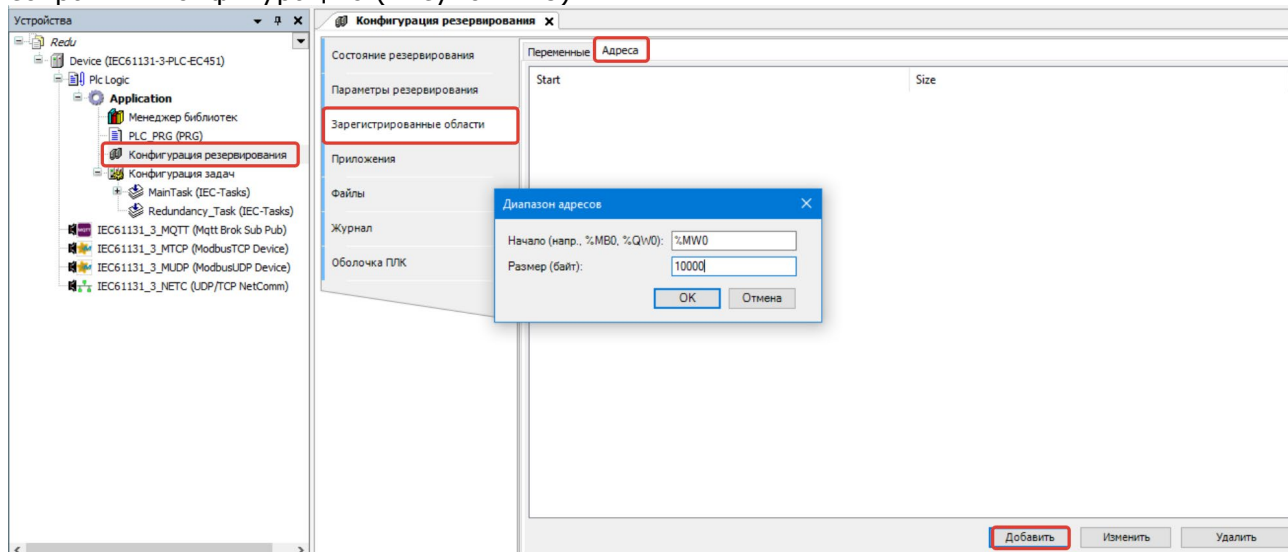 Устройства
Redu
Device (IEC61131-3-PLC-EC451)
Plc Logic
Application
Менеджер библиотек
PLC_PRG (PRG)
Конфигурация резервирования
Конфигурация задач
MainTask (IEC-Tasks)
Redundancy_Task (IEC-Tasks)
IEC61131_3_MQTT (Mqtt Brok Sub Pub)
IEC61131_3_MTCP (ModbusTCP Device)
IEC61131_3_MUDP (ModbusUDP Device)
IEC61131_3_NETC (UDP/TCP NetComm)
Конфигурация резервирования
Состояние резервирования
Параметры резервирования
Зарегистрированные области
Приложения
Файлы
Журнал
Оболочка ПЛК
Переменные Адреса
Start Size
Диапазон адресов
Начало (напр., %MB0, %QW0): %MW0
Размер (байт): 10000
OK Отмена
Добавить Изменить Удалить